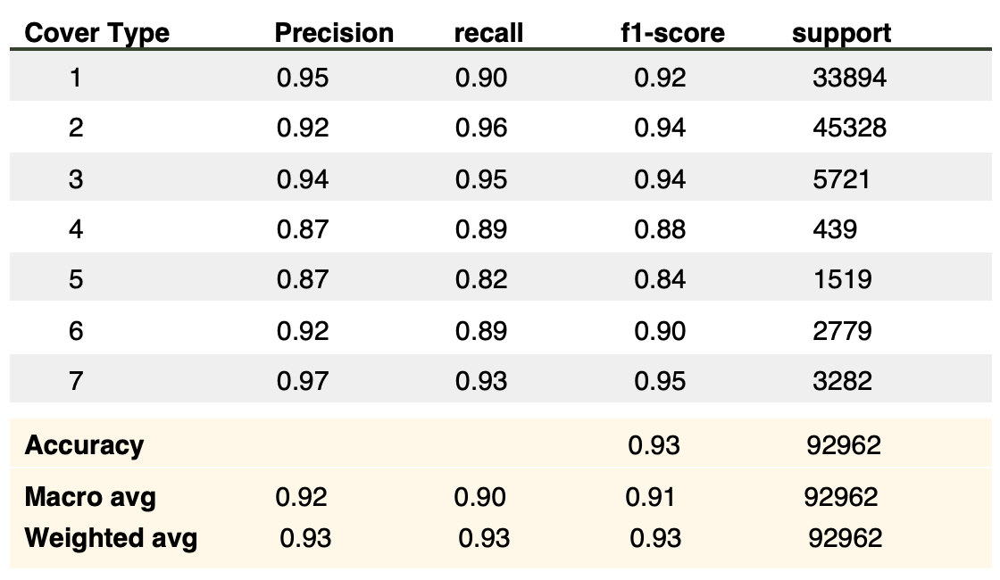 Cover Type Precision recall f1-score support
1 0.95 0.90 0.92 33894
2 0.92 0.96 0.94 45328
3 0.94 0.95 0.94 5721
4 0.87 0.89 0.88 439
5 0.87 0.82 0.84 1519
6 0.92 0.89 0.90 2779
7 0.97 0.93 0.95 3282
Accuracy 0.93 92962
Macro avg 0.92 0.90 0.91 92962
Weighted avg 0.93 0.93 0.93 92962